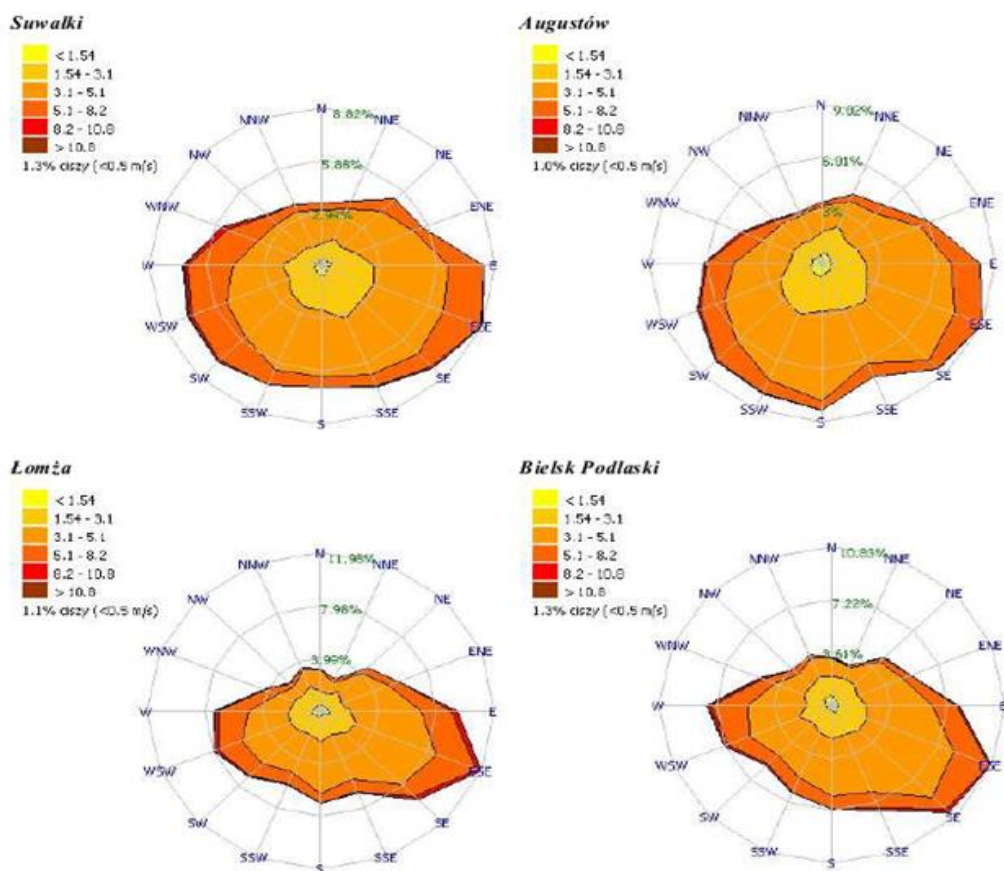 Suwałki
< 1.54
1.54 - 3.1
3.1 - 5.1
5.1 - 8.2
8.2 - 10.8
> 10.8
1.3% ciszy (<0.5 m/s)
N
8.82%
NNW
NNE
NW
5.88%
NE
WNW
2.94%
ENE
W
E
WSW
ESE
SW
SE
SSW
SSE
S
Augustów
< 1.54
1.54 - 3.1
3.1 - 5.1
5.1 - 8.2
8.2 - 10.8
> 10.8
1.0% ciszy (<0.5 m/s)
N
NNW
NNE
NW
NE
WNW
3%
ENE
W
E
WSW
ESE
SW
SE
SSW
SSE
S
Łomża
< 1.54
1.54 - 3.1
3.1 - 5.1
5.1 - 8.2
8.2 - 10.8
> 10.8
1.1% ciszy (<0.5 m/s)
N
11.98%
NNW
NNE
NW
7.98%
NE
WNW
3.99%
ENE
W
E
WSW
ESE
SW
SE
SSW
SSE
S
Bielsk Podlaski
< 1.54
1.54 - 3.1
3.1 - 5.1
5.1 - 8.2
8.2 - 10.8
> 10.8
1.3% ciszy (<0.5 m/s)
N
10.83%
NNW
NNE
NW
7.22%
NE
WNW
3.61%
ENE
W
E
WSW
ESE
SW
SE
SSW
SSE
S